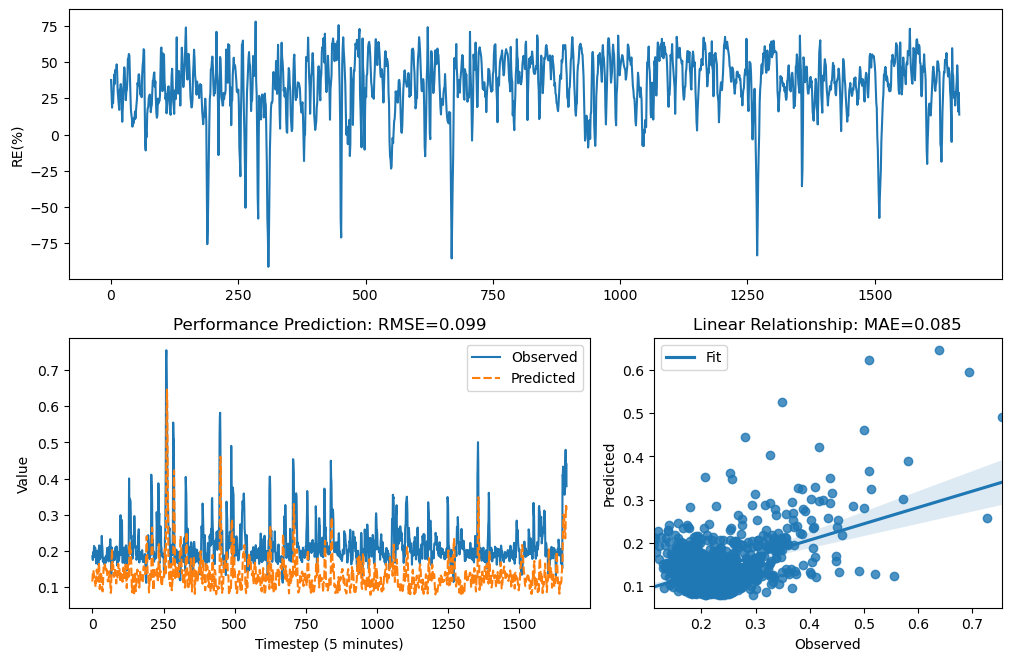 75
50
25
0
−25
−50
−75
RE(%)
0 250 500 750 1000 1250 1500
Performance Prediction: RMSE=0.099
Observed
Predicted
0.7
0.6
0.5
0.4
0.3
0.2
0.1
Value
0 250 500 750 1000 1250 1500
Timestep (5 minutes)
Linear Relationship: MAE=0.085
Fit
0.6
0.5
0.4
0.3
0.2
0.1
Predicted
0.2 0.3 0.4 0.5 0.6 0.7
Observed